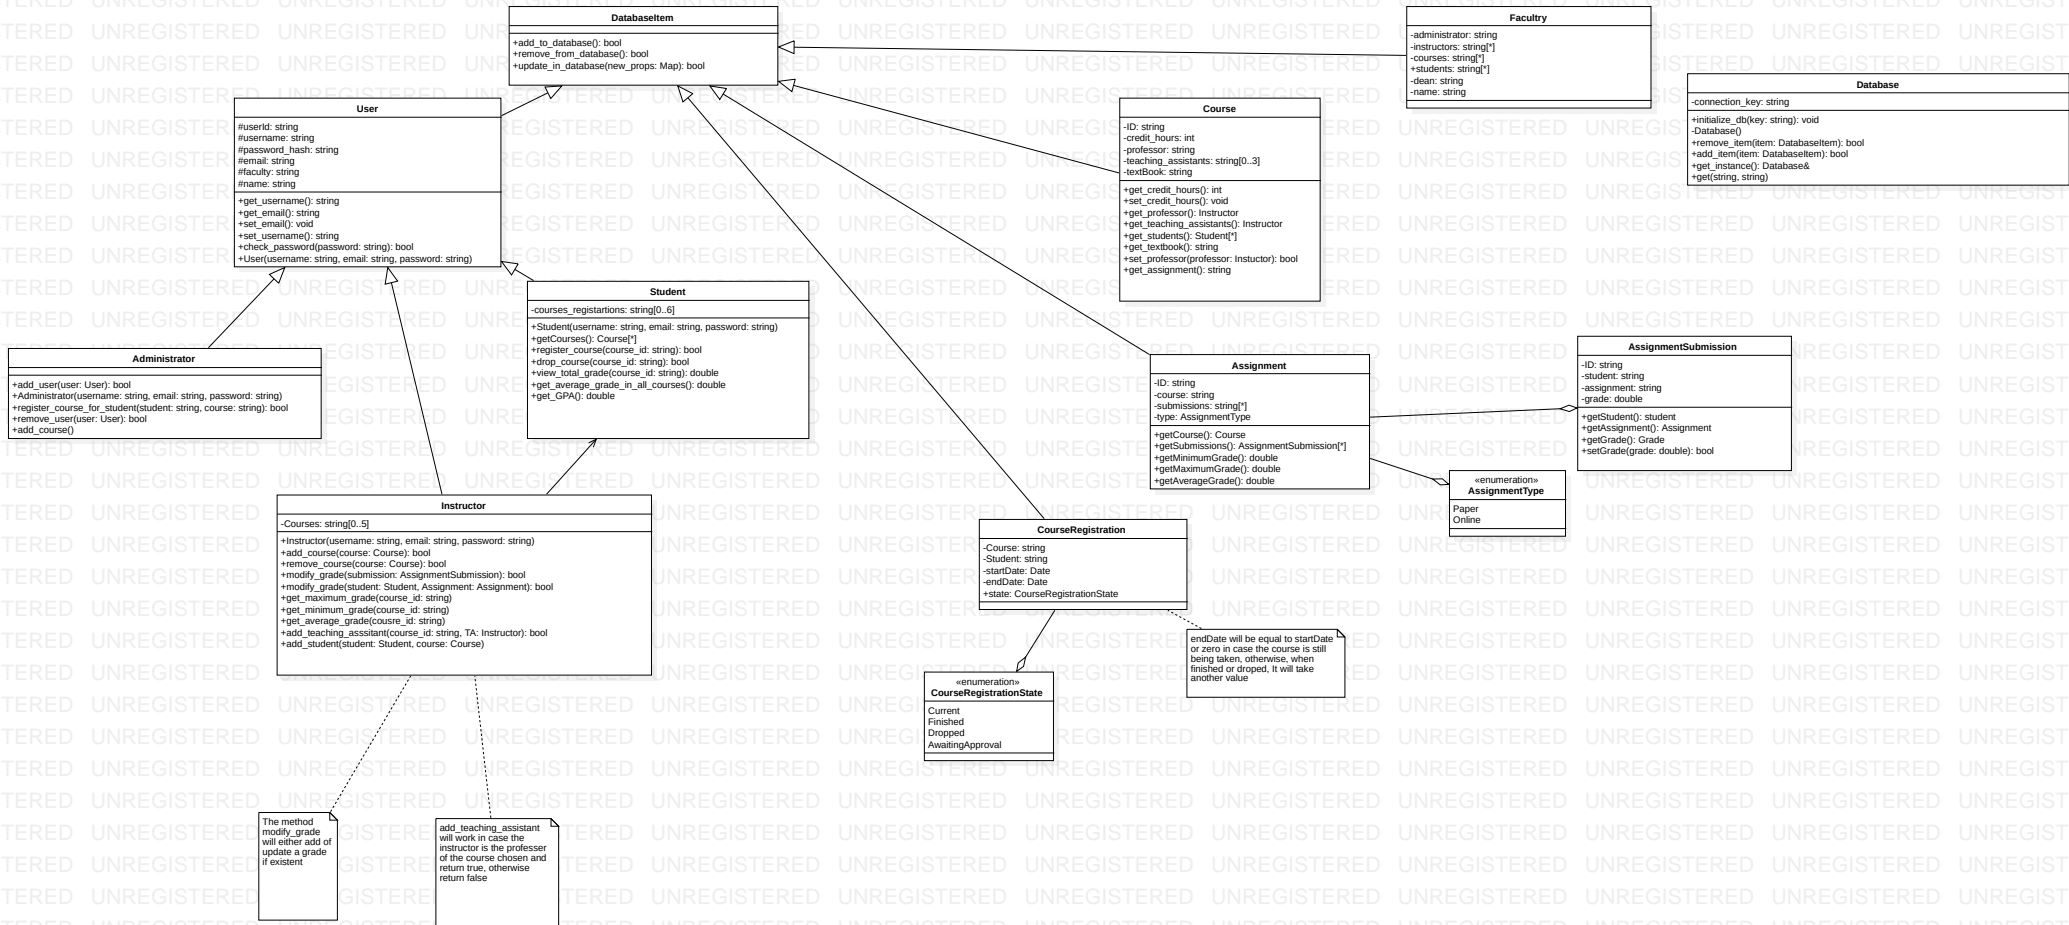 DatabaseItem
+add_to_database(): bool
+remove_from_database(): bool
+update_in_database(new_props: Map): bool
Facultry
-administrator: string
-instructors: string[*]
-courses: string[*]
+students: string[*]
-dean: string
-name: string
Database
-connection_key: string
+initialize_db(key: string): void
-Database()
+remove_item(item: DatabaseItem): bool
+add_item(item: DatabaseItem): bool
+get_instance(): Database&
+get(string, string)
User
#userId: string
#username: string
#password_hash: string
#email: string
#faculty: string
#name: string
+get_username(): string
+get_email(): string
+set_email(): void
+set_username(): string
+check_password(password: string): bool
+User(username: string, email: string, password: string)
Course
-ID: string
-credit_hours: int
-professor: string
-teaching_assistants: string[0..3]
-textBook: string
+get_credit_hours(): int
+set_credit_hours(): void
+get_professor(): Instructor
+get_teaching_assistants(): Instructor
+get_students(): Student[*]
+get_textbook(): string
+set_professor(professor: Instuctor): bool
+get_assignment(): string
Student
-courses_registartions: string[0..6]
+Student(username: string, email: string, password: string)
+getCourses(): Course[*]
+register_course(course_id: string): bool
+drop_course(course_id: string): bool
+view_total_grade(course_id: string): double
+get_average_grade_in_all_courses(): double
+get_GPA(): double
Administrator
+add_user(user: User): bool
+Administrator(username: string, email: string, password: string)
+register_course_for_student(student: string, course: string): bool
+remove_user(user: User): bool
+add_course()
Assignment
-ID: string
-course: string
-submissions: string[*]
-type: AssignmentType
+getCourse(): Course
+getSubmissions(): AssignmentSubmission[*]
+getMinimumGrade(): double
+getMaximumGrade(): double
+getAverageGrade(): double
AssignmentSubmission
-ID: string
-student: string
-assignment: string
-grade: double
+getStudent(): student
+getAssignment(): Assignment
+getGrade(): Grade
+setGrade(grade: double): bool
«enumeration»
AssignmentType
Paper
Online
Instructor
-Courses: string[0..5]
+Instructor(username: string, email: string, password: string)
+add_course(course: Course): bool
+remove_course(course: Course): bool
+modify_grade(submission: AssignmentSubmission): bool
+modify_grade(student: Student, Assignment: Assignment): bool
+get_maximum_grade(course_id: string)
+get_minimum_grade(course_id: string)
+get_average_grade(cousre_id: string)
+add_teaching_asssitant(course_id: string, TA: Instructor): bool
+add_student(student: Student, course: Course)
CourseRegistration
-Course: string
-Student: string
-startDate: Date
-endDate: Date
+state: CourseRegistrationState
endDate will be equal to startDate
or zero in case the course is still
being taken, otherwise, when
finished or droped, It will take
another value
«enumeration»
CourseRegistrationState
Current
Finished
Dropped
AwaitingApproval
The method
modify_grade
will either add of
update a grade
if existent
add_teaching_assistant
will work in case the
instructor is the professer
of the course chosen and
return true, otherwise
return false
UNREGISTERED